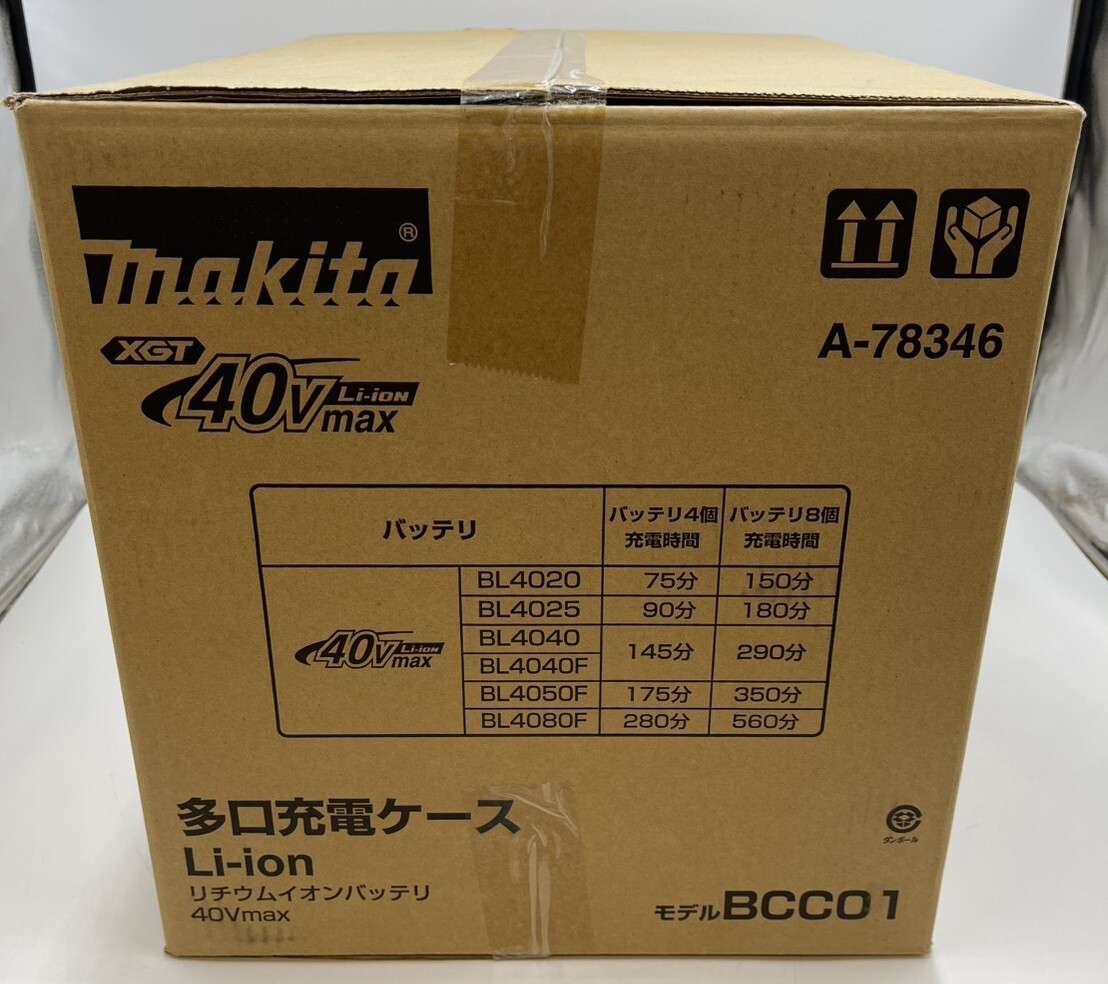 makita®
XGT
40Vmax Li-ion
A-78346
バッテリ バッテリ4個充電時間 バッテリ8個充電時間
40Vmax Li-ion
BL4020 75分 150分
BL4025 90分 180分
BL4040 145分 290分
BL4040F
BL4050F 175分 350分
BL4080F 280分 560分
多口充電ケース
Li-ion
リチウムイオンバッテリ
40Vmax
ダンボール
モデルBCC01